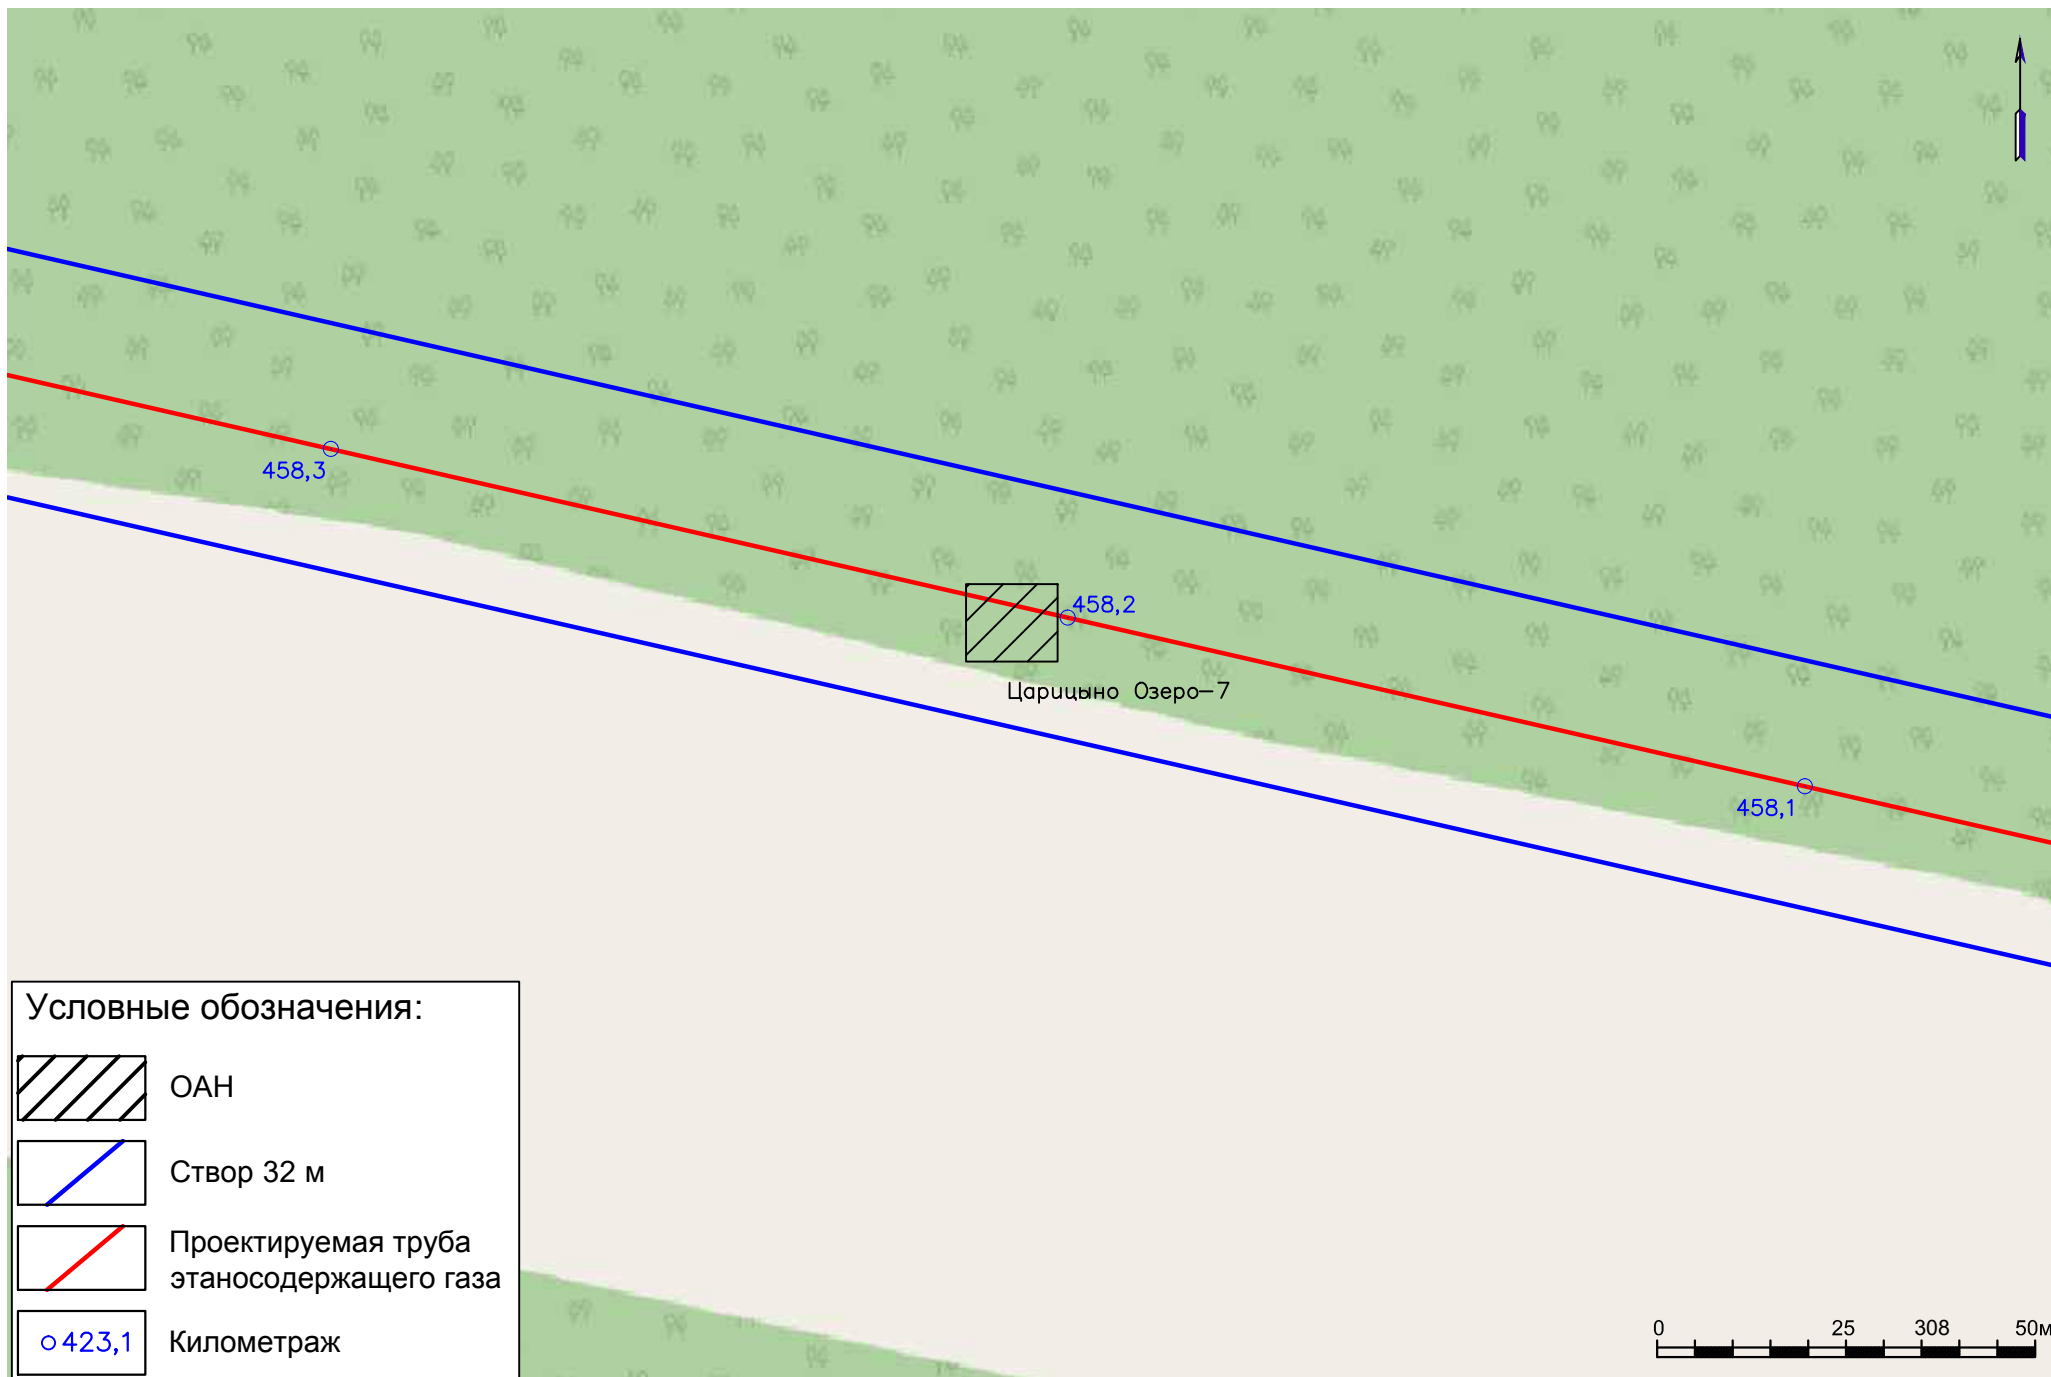 458,3
458,2
Царицыно Озеро–7
458,1
Условные обозначения:
ОАН
Створ 32 м
Проектируемая труба
этаносодержащего газа
423,1 Километраж
0 25 308 50м